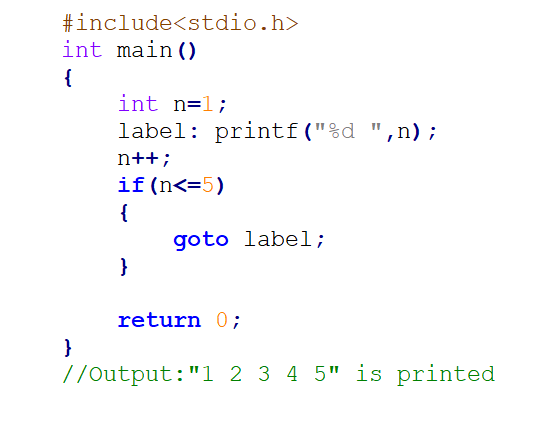 #include<stdio.h>
int main()
{
    int n=1;
    label: printf("%d ",n);
    n++;
    if(n<=5)
    {
        goto label;
    }

    return 0;
}
//Output:"1 2 3 4 5" is printed